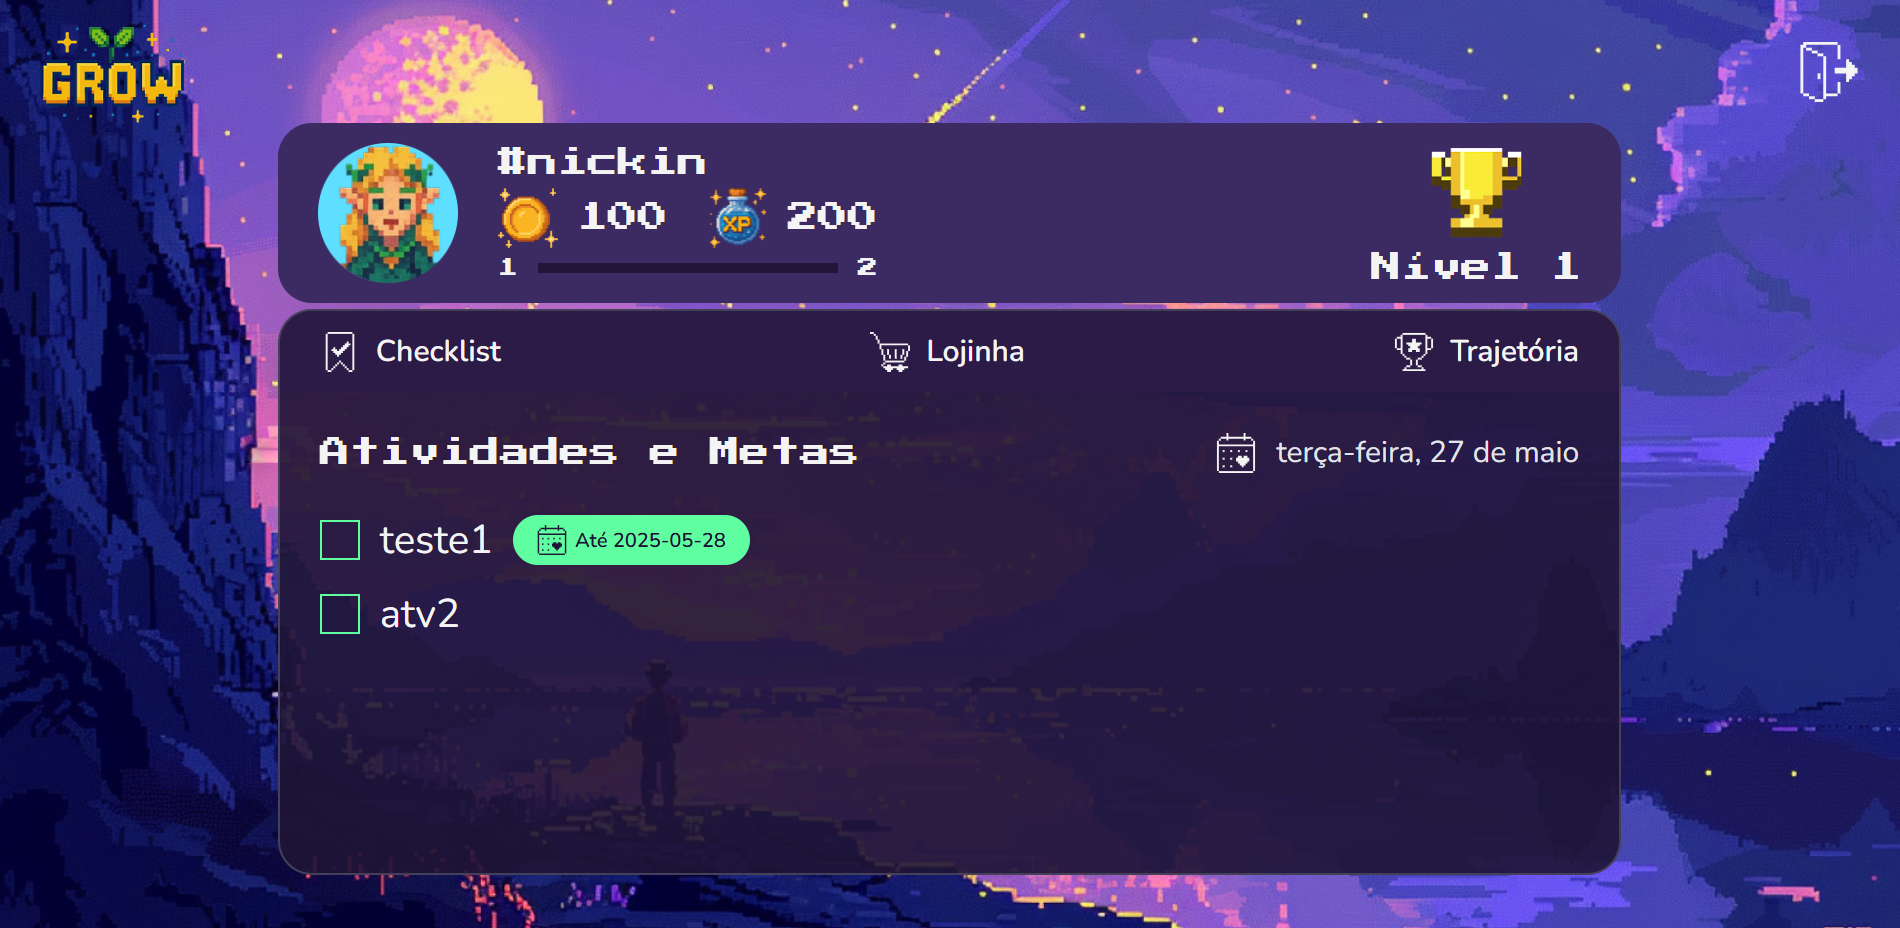 GROW
#nickin
100
XP
200
1
2
Nível 1
Checklist
Lojinha
Trajetória
Atividades e Metas
terça-feira, 27 de maio
teste1
Até 2025-05-28
atv2